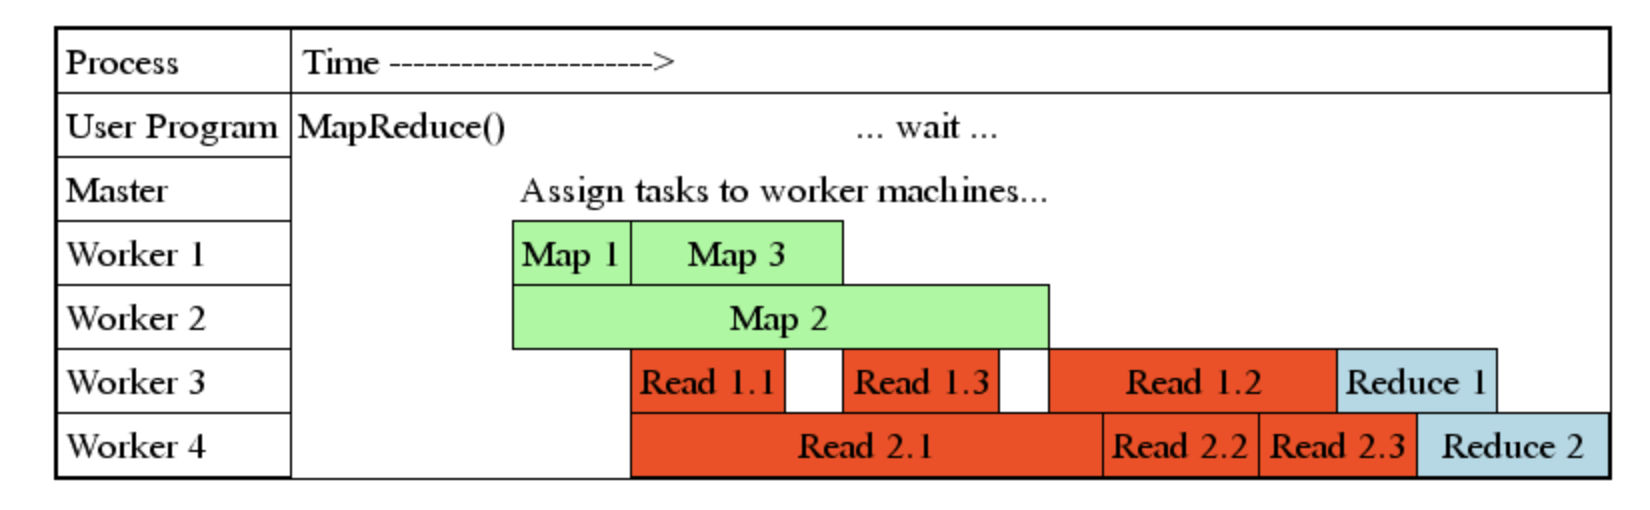 Process Time ---------------------->
User Program MapReduce() ... wait ...
Master Assign tasks to worker machines...
Worker 1 Map 1 Map 3
Worker 2 Map 2
Worker 3 Read 1.1 Read 1.3 Read 1.2 Reduce 1
Worker 4 Read 2.1 Read 2.2 Read 2.3 Reduce 2